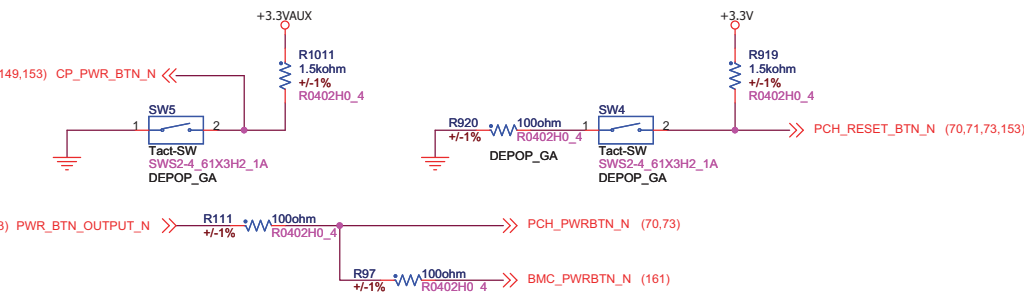 +3.3VAUX
+3.3V
R1011
1.5kohm
+/-1%
R0402H0_4
R919
1.5kohm
+/-1%
R0402H0_4
149,153) CP_PWR_BTN_N
SW5
1 2
Tact-SW
SWS2-4_61X3H2_1A
DEPOP_GA
R920 100ohm
+/-1% R0402H0_4
DEPOP_GA
SW4
1 2
Tact-SW
SWS2-4_61X3H2_1A
DEPOP_GA
PCH_RESET_BTN_N (70,71,73,153)
3) PWR_BTN_OUTPUT_N
R111 100ohm
+/-1% R0402H0_4
PCH_PWRBTN_N (70,73)
R97 100ohm
+/-1% R0402H0_4
BMC_PWRBTN_N (161)